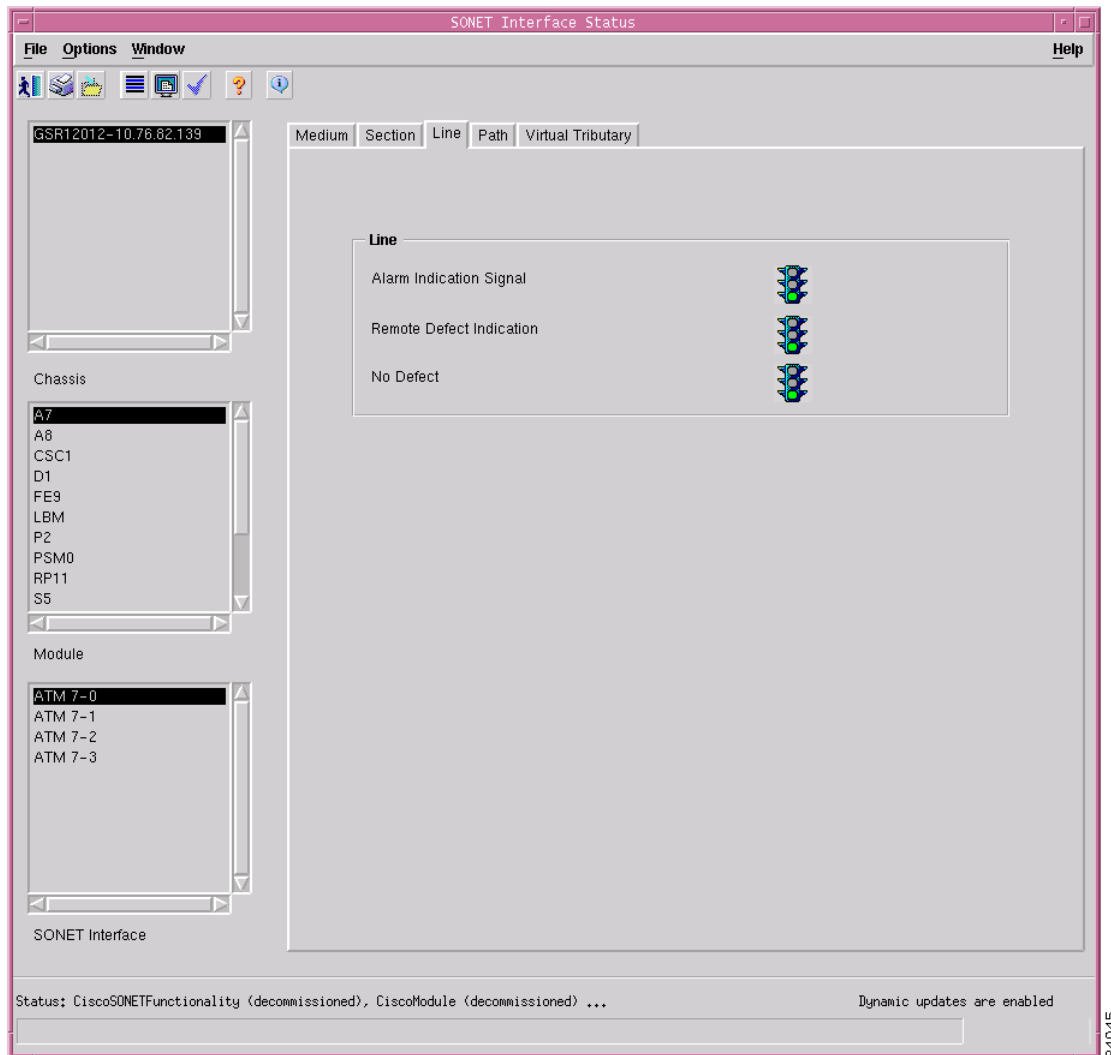 SONET Interface Status
File Options Window Help
GSR12012-10.76.82.139
Chassis
A7
A8
CSC1
D1
FE9
LBM
P2
PSM0
RP11
S5
Module
ATM 7-0
ATM 7-1
ATM 7-2
ATM 7-3
SONET Interface
Medium Section Line Path Virtual Tributary
Line
Alarm Indication Signal
Remote Defect Indication
No Defect
Status: CiscoSONETFunctionality (decommissioned), CiscoModule (decommissioned) ... Dynamic updates are enabled